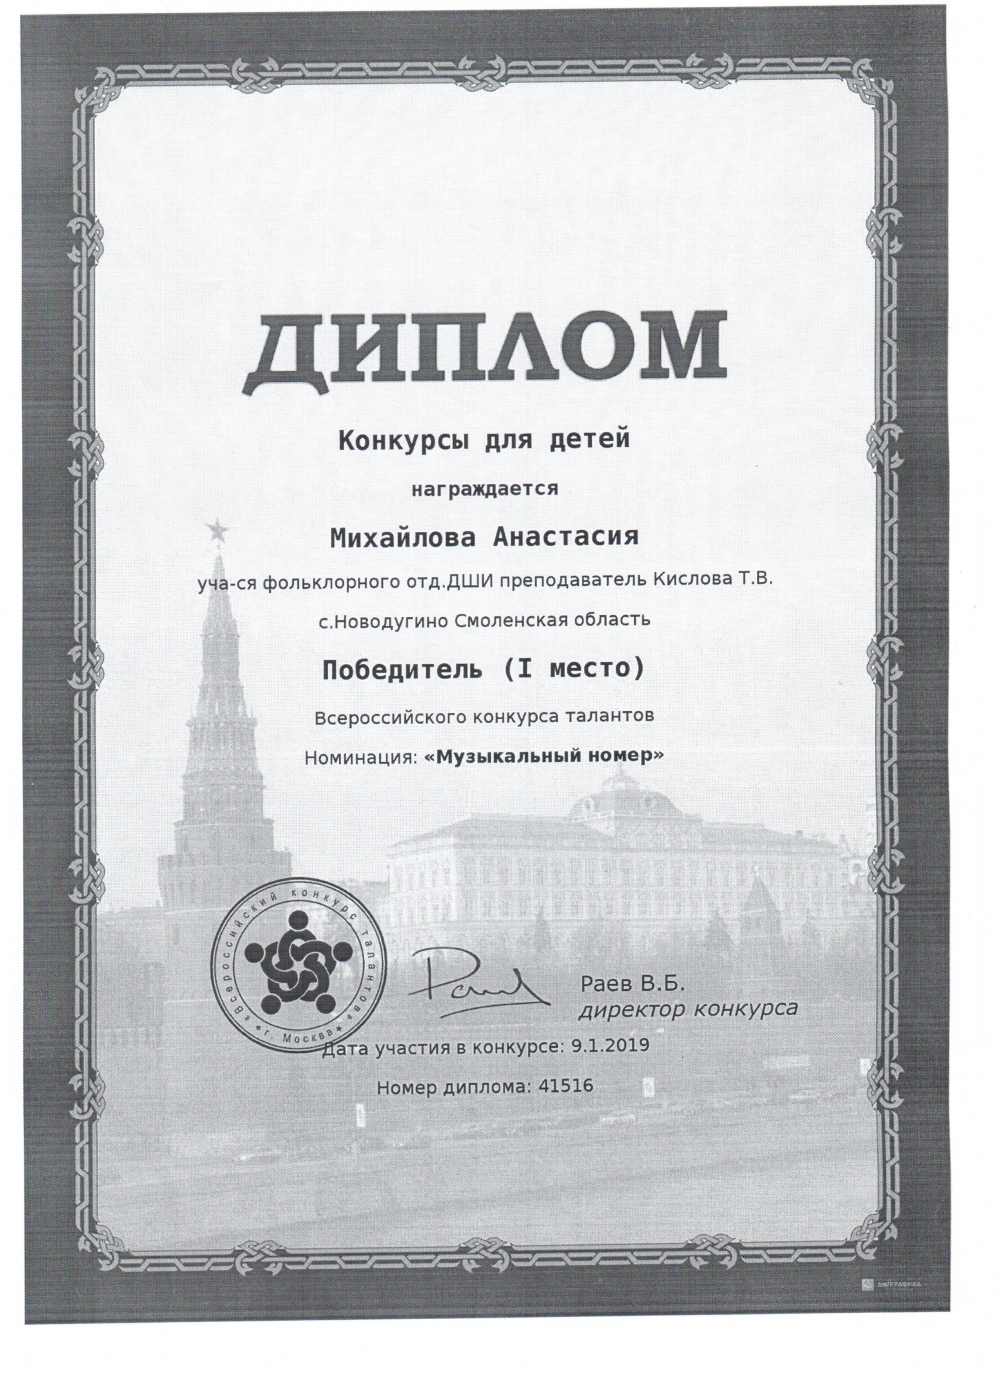 ДИПЛОМ
Конкурсы для детей
награждается
Михайлова Анастасия
уча-ся фольклорного отд.ДШИ преподаватель Кислова Т.В.
с.Новодугино Смоленская область
Победитель (I место)
Всероссийского конкурса талантов
Номинация: «Музыкальный номер»
«Всероссийский конкурс талантов»
* г. Москва *
Раев В.Б.
директор конкурса
Дата участия в конкурсе: 9.1.2019
Номер диплома: 41516